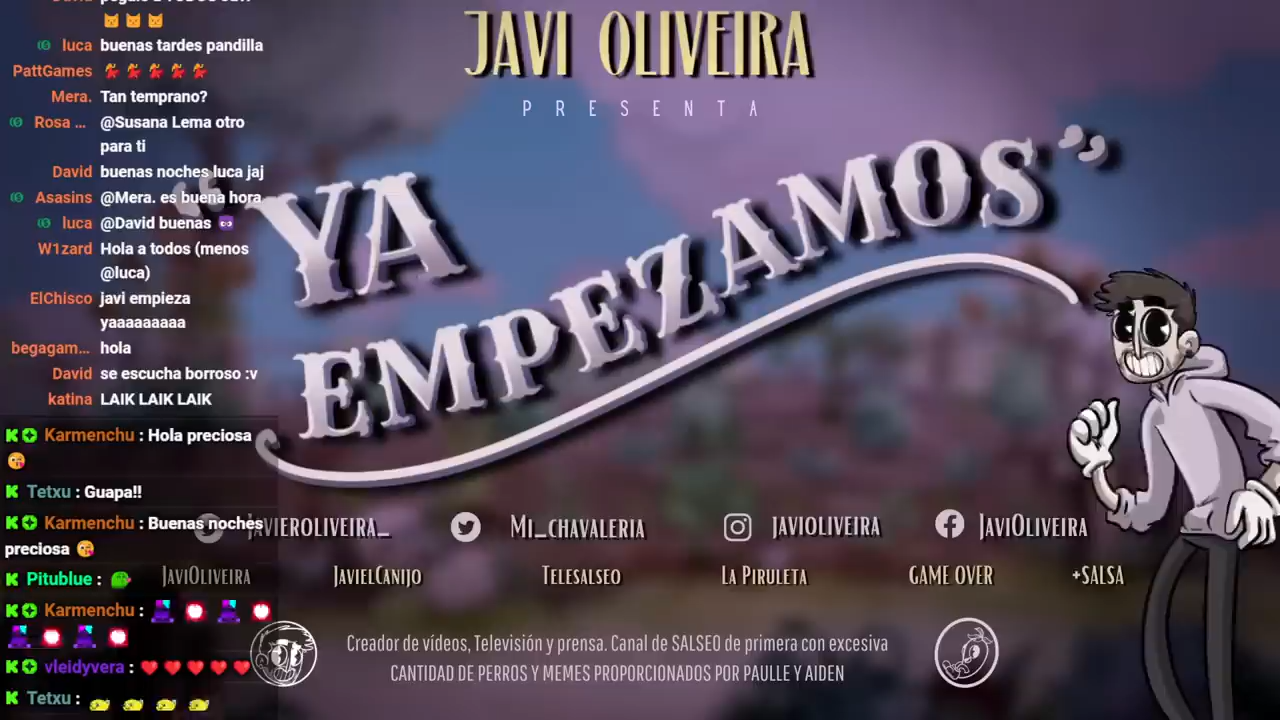 luca buenas tardes pandilla
PattGames
Mera. Tan temprano?
Rosa ... @Susana Lema otro
para ti
David buenas noches luca jaj
Asasins @Mera. es buena hora
luca @David buenas
W1zard Hola a todos (menos
@luca)
ElChisco javi empieza
yaaaaaaaaa
begagam... hola
David se escucha borroso :v
katina LAIK LAIK LAIK
Karmenchu : Hola preciosa
Tetxu : Guapa!!
Karmenchu : Buenas noches
preciosa
Pitublue :
Karmenchu :
vleidyvera :
Tetxu :
JAVI OLIVEIRA
PRESENTA
“YA
EMPEZAMOS”
JAVIEROLIVEIRA_ MI_CHAVALERIA JAVIOLIVEIRA JAVIOLIVEIRA
JAVIOLIVEIRA JAVIELCANIJO TELESALSEO LA PIRULETA GAME OVER +SALSA
Creador de vídeos, Televisión y prensa. Canal de SALSEO de primera con excesiva
CANTIDAD DE PERROS Y MEMES PROPORCIONADOS POR PAULLE Y AIDEN